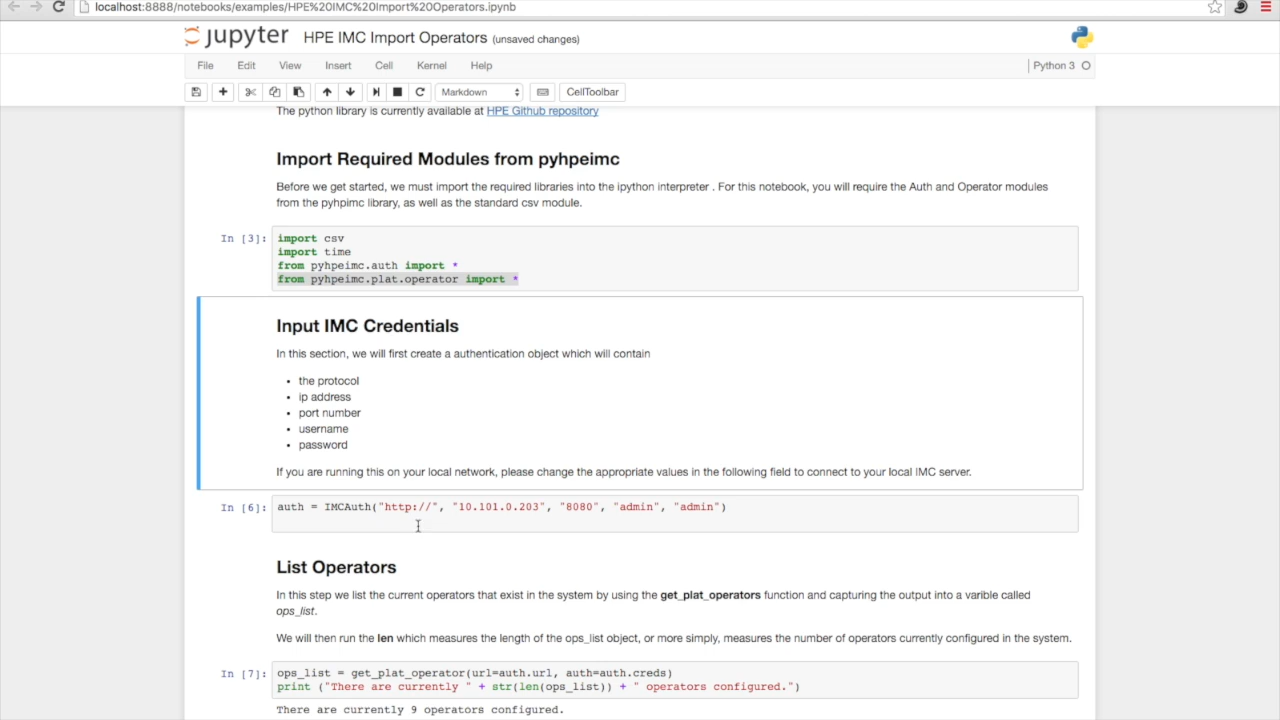 localhost:8888/notebooks/examples/HPE%20IMC%20Import%20Operators.ipynb
jupyter HPE IMC Import Operators (unsaved changes)
File Edit View Insert Cell Kernel Help Python 3
Markdown CellToolbar
The python library is currently available at HPE Github repository
Import Required Modules from pyhpeimc
Before we get started, we must import the required libraries into the ipython interpreter . For this notebook, you will require the Auth and Operator modules
from the pyhpimc library, as well as the standard csv module.
In [3]: import csv
import time
from pyhpeimc.auth import *
from pyhpeimc.plat.operator import *
Input IMC Credentials
In this section, we will first create a authentication object which will contain
• the protocol
• ip address
• port number
• username
• password
If you are running this on your local network, please change the appropriate values in the following field to connect to your local IMC server.
In [6]: auth = IMCAuth("http://", "10.101.0.203", "8080", "admin", "admin")
List Operators
In this step we list the current operators that exist in the system by using the get_plat_operators function and capturing the output into a varible called
ops_list.
We will then run the len which measures the length of the ops_list object, or more simply, measures the number of operators currently configured in the system.
In [7]: ops_list = get_plat_operator(url=auth.url, auth=auth.creds)
print ("There are currently " + str(len(ops_list)) + " operators configured.")
There are currently 9 operators configured.